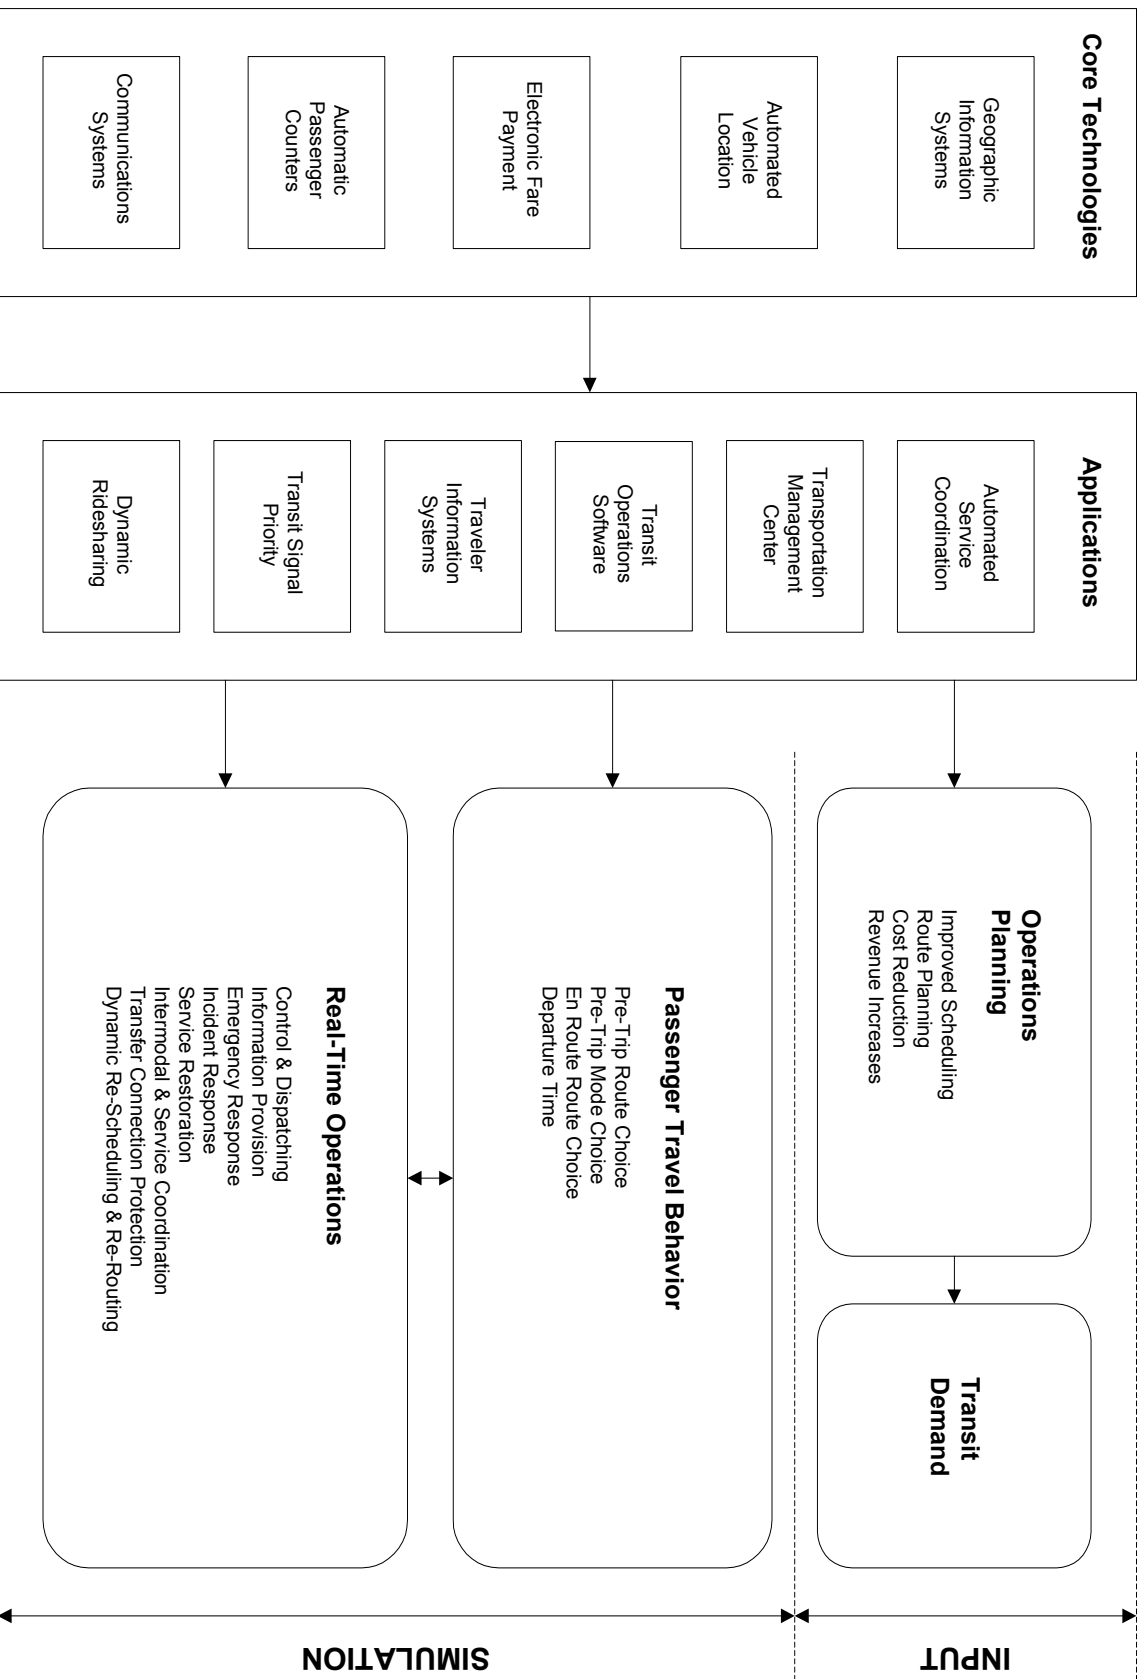 Core Technologies
Geographic
Information
Systems
Automated
Vehicle
Location
Electronic Fare
Payment
Automatic
Passenger
Counters
Communications
Systems
Applications
Automated
Service
Coordination
Transportation
Management
Center
Transit
Operations
Software
Traveler
Information
Systems
Transit Signal
Priority
Dynamic
Ridesharing
Operations
Planning
Improved Scheduling
Route Planning
Cost Reduction
Revenue Increases
Transit
Demand
Passenger Travel Behavior
Pre-Trip Route Choice
Pre-Trip Mode Choice
En Route Route Choice
Departure Time
Real-Time Operations
Control & Dispatching
Information Provision
Emergency Response
Incident Response
Service Restoration
Intermodal & Service Coordination
Transfer Connection Protection
Dynamic Re-Scheduling & Re-Routing
INPUT
SIMULATION